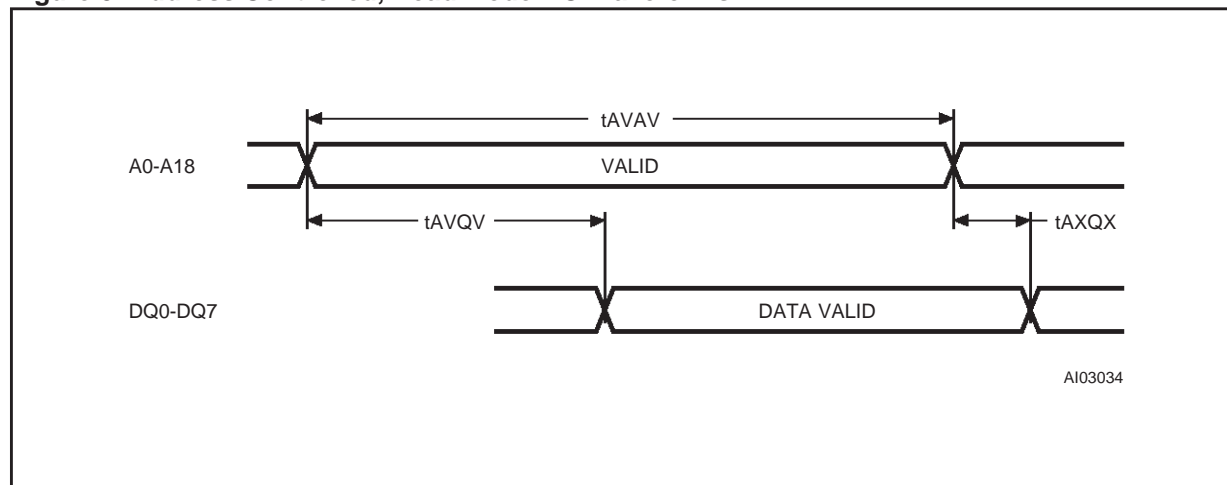 tAVAV
A0-A18
VALID
tAVQV
tAXQX
DQ0-DQ7
DATA VALID
AI03034